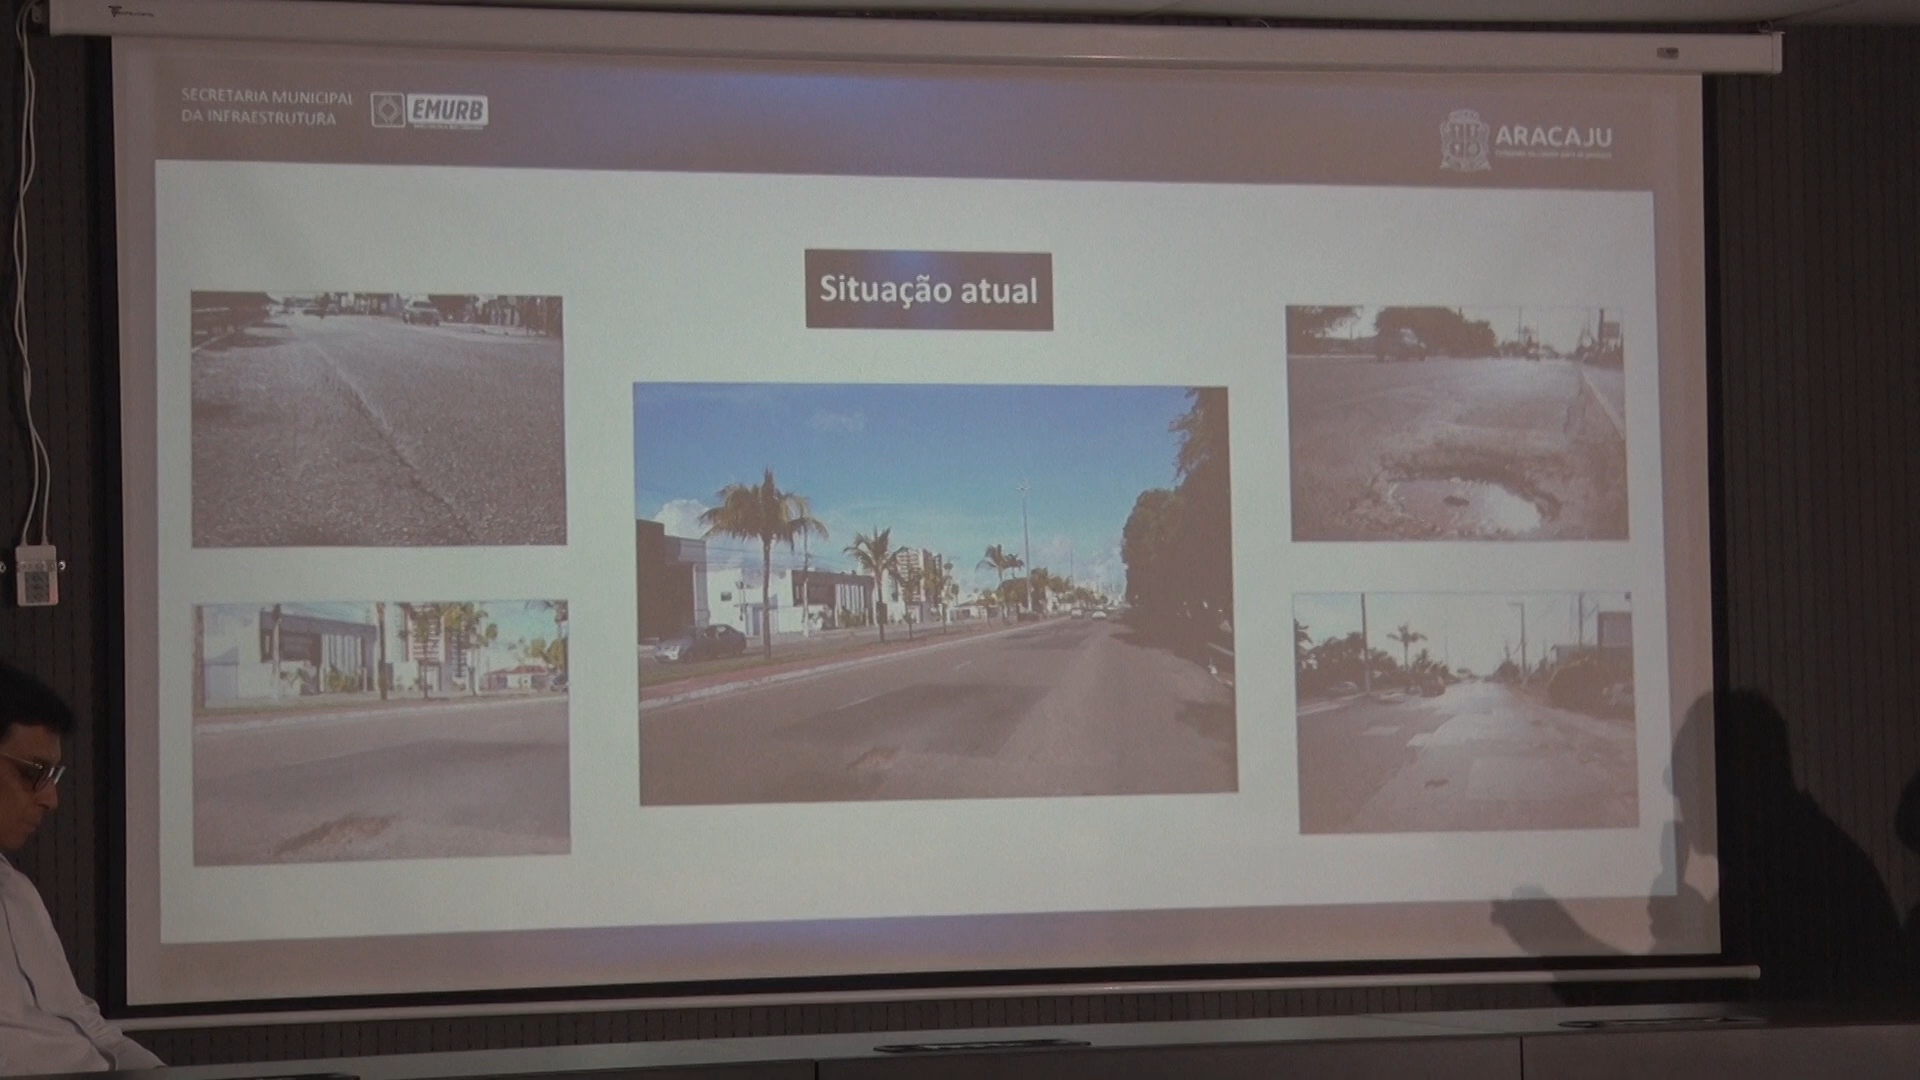 SECRETARIA MUNICIPAL
DA INFRAESTRUTURA
EMURB
ARACAJU
Situação atual